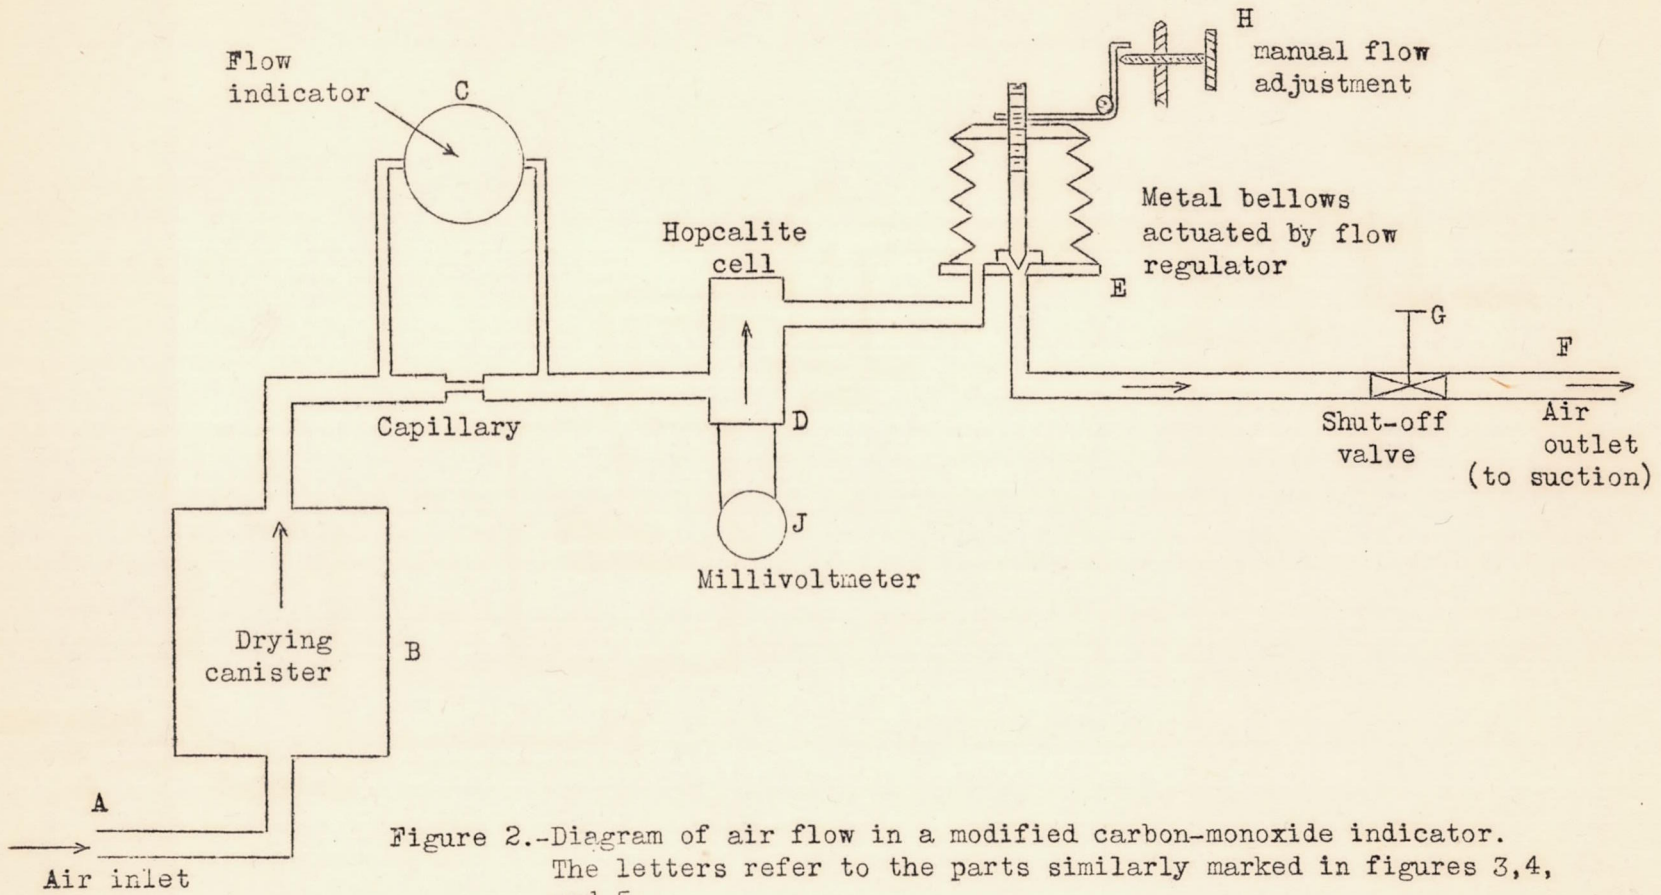 H
manual flow
adjustment
Flow
indicator
C
Metal bellows
actuated by flow
regulator
E
Hopcalite
cell
G
F
Capillary
D
Shut-off
valve
Air
outlet
(to suction)
J
Millivoltmeter
Drying
canister
B
A
Air inlet
Figure 2.-Diagram of air flow in a modified carbon-monoxide indicator.
The letters refer to the parts similarly marked in figures 3,4,